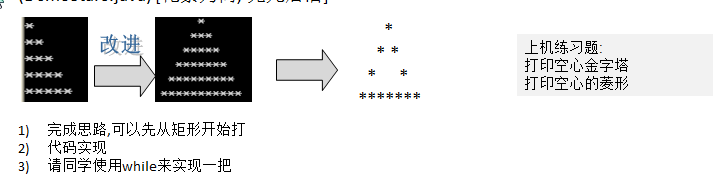 *
**
***
****
*****
改进
*
* *
*   *
*******
上机练习题:
打印空心金字塔
打印空心的菱形
1) 完成思路,可以先从矩形开始打
2) 代码实现
3) 请同学使用while来实现一把